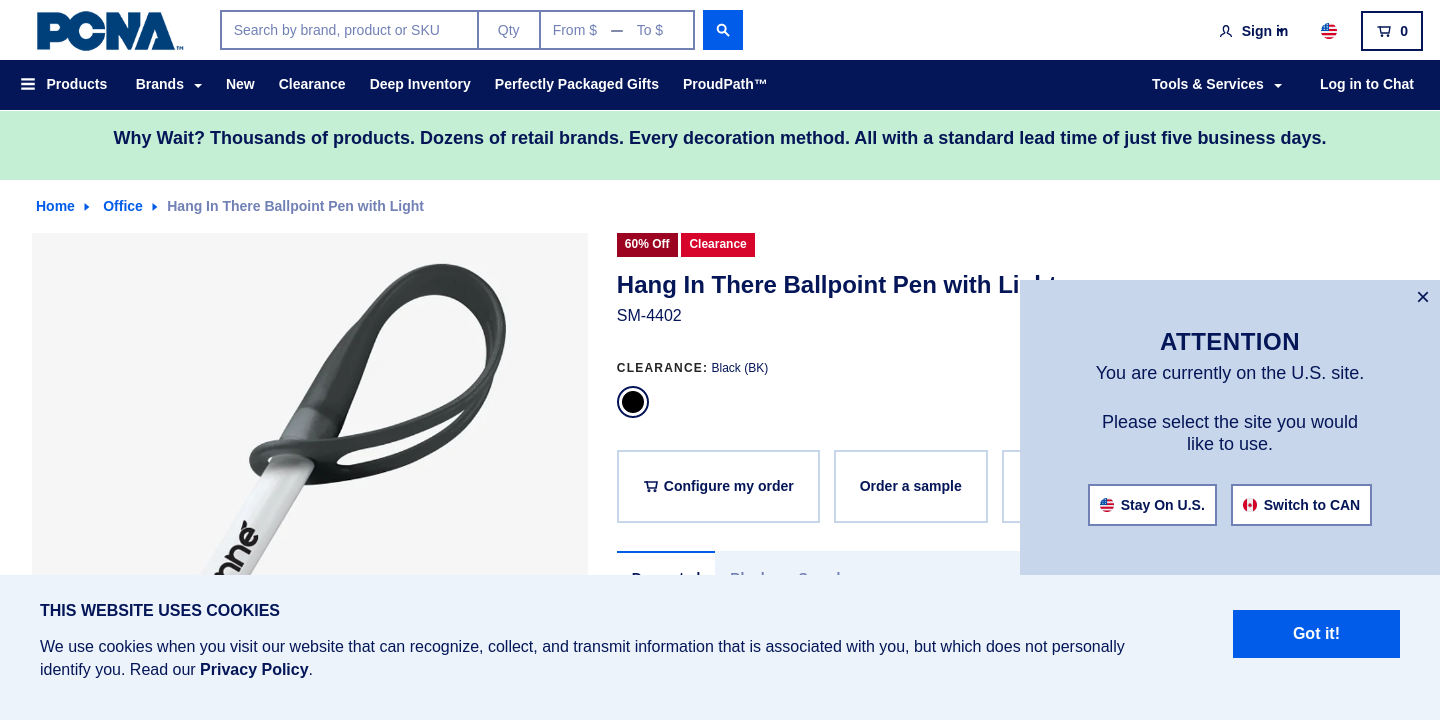 PCNA™
Search by brand, product or SKU
Qty
From $ — To $
Sign in
0
Products
Brands
New
Clearance
Deep Inventory
Perfectly Packaged Gifts
ProudPath™
Tools & Services
Log in to Chat
Why Wait? Thousands of products. Dozens of retail brands. Every decoration method. All with a standard lead time of just five business days.
Home
Office
Hang In There Ballpoint Pen with Light
60% Off
Clearance
Hang In There Ballpoint Pen with Light
SM-4402
CLEARANCE: Black (BK)
Configure my order
Order a sample
×
ATTENTION
You are currently on the U.S. site.
Please select the site you would
like to use.
Stay On U.S.
Switch to CAN
THIS WEBSITE USES COOKIES
We use cookies when you visit our website that can recognize, collect, and transmit information that is associated with you, but which does not personally
identify you. Read our Privacy Policy.
Got it!